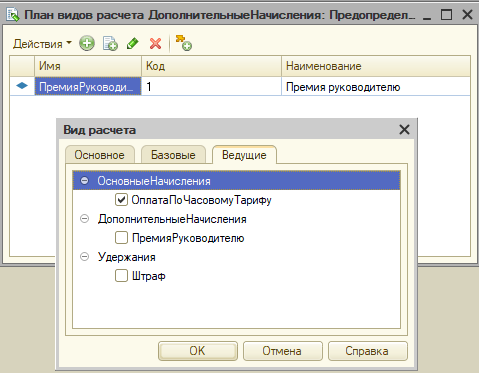 План видов расчета ДополнительныеНачисления: Предопредел...
Действия
Имя Код Наименование
ПремияРуководи... 1 Премия руководителю
Вид расчета
Основное Базовые Ведущие
ОсновныеНачисления
ОплатаПоЧасовомуТарифу
ДополнительныеНачисления
ПремияРуководителю
Удержания
Штраф
OK Отмена Справка